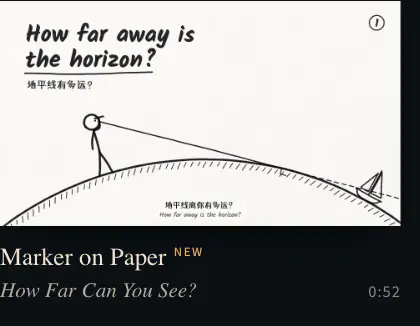 How far away is
the horizon?
1
地平线有多远?
地平线离你有多远?
How far away is the horizon?
Marker on Paper NEW
How Far Can You See?
0:52